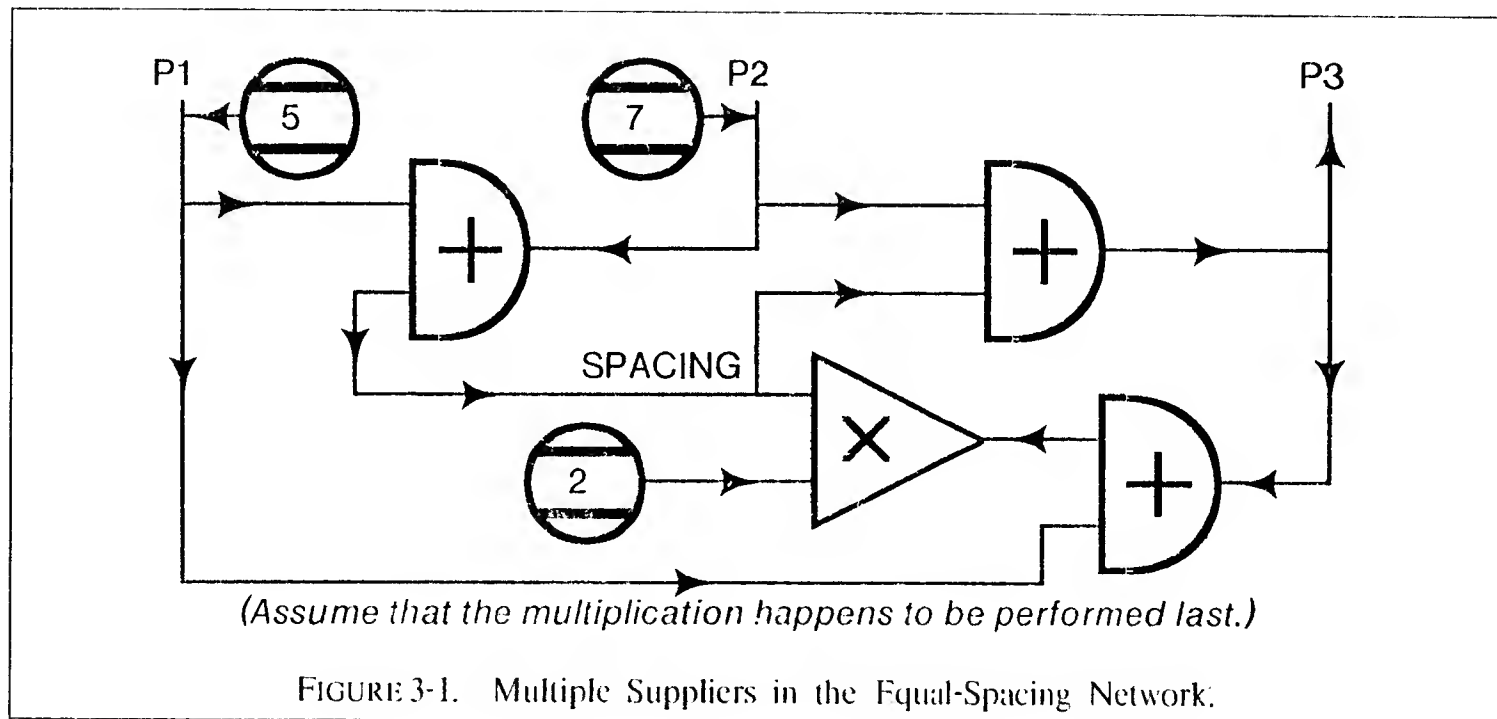 P1
5
7
P2
P3
+
+
SPACING
×
2
+
(Assume that the multiplication happens to be performed last.)
FIGURE 3-1. Multiple Suppliers in the Equal-Spacing Network.